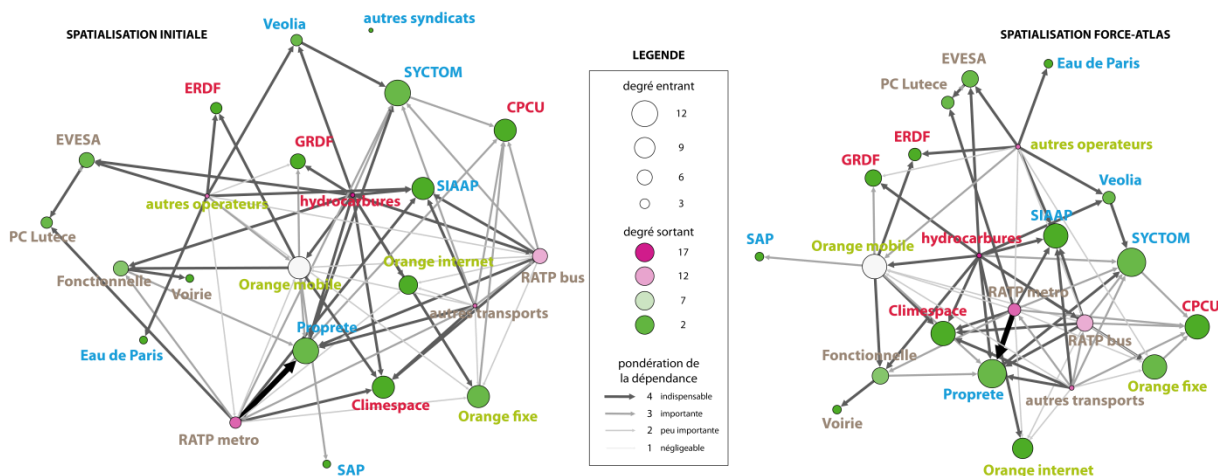 SPATIALISATION INITIALE
Veolia
autres syndicats
SYCTOM
ERDF
CPCU
EVESA
GRDF
SIAAP
autres operateurs
hydrocarbures
PC Lutece
Fonctionnelle
Voirie
Orange mobile
Orange internet
RATP bus
autres transports
Proprete
Eau de Paris
Climespace
Orange fixe
RATP metro
SAP
LEGENDE
degré entrant
12
9
6
3
degré sortant
17
12
7
2
pondération de
la dépendance
4 indispensable
3 importante
2 peu importante
1 négligeable
SPATIALISATION FORCE-ATLAS
EVESA
Eau de Paris
PC Lutece
ERDF
autres operateurs
GRDF
Veolia
SIAAP
SAP
Orange mobile
hydrocarbures
SYCTOM
RATP metro
CPCU
Climespace
RATP bus
Fonctionnelle
Orange fixe
Proprete
autres transports
Voirie
Orange internet